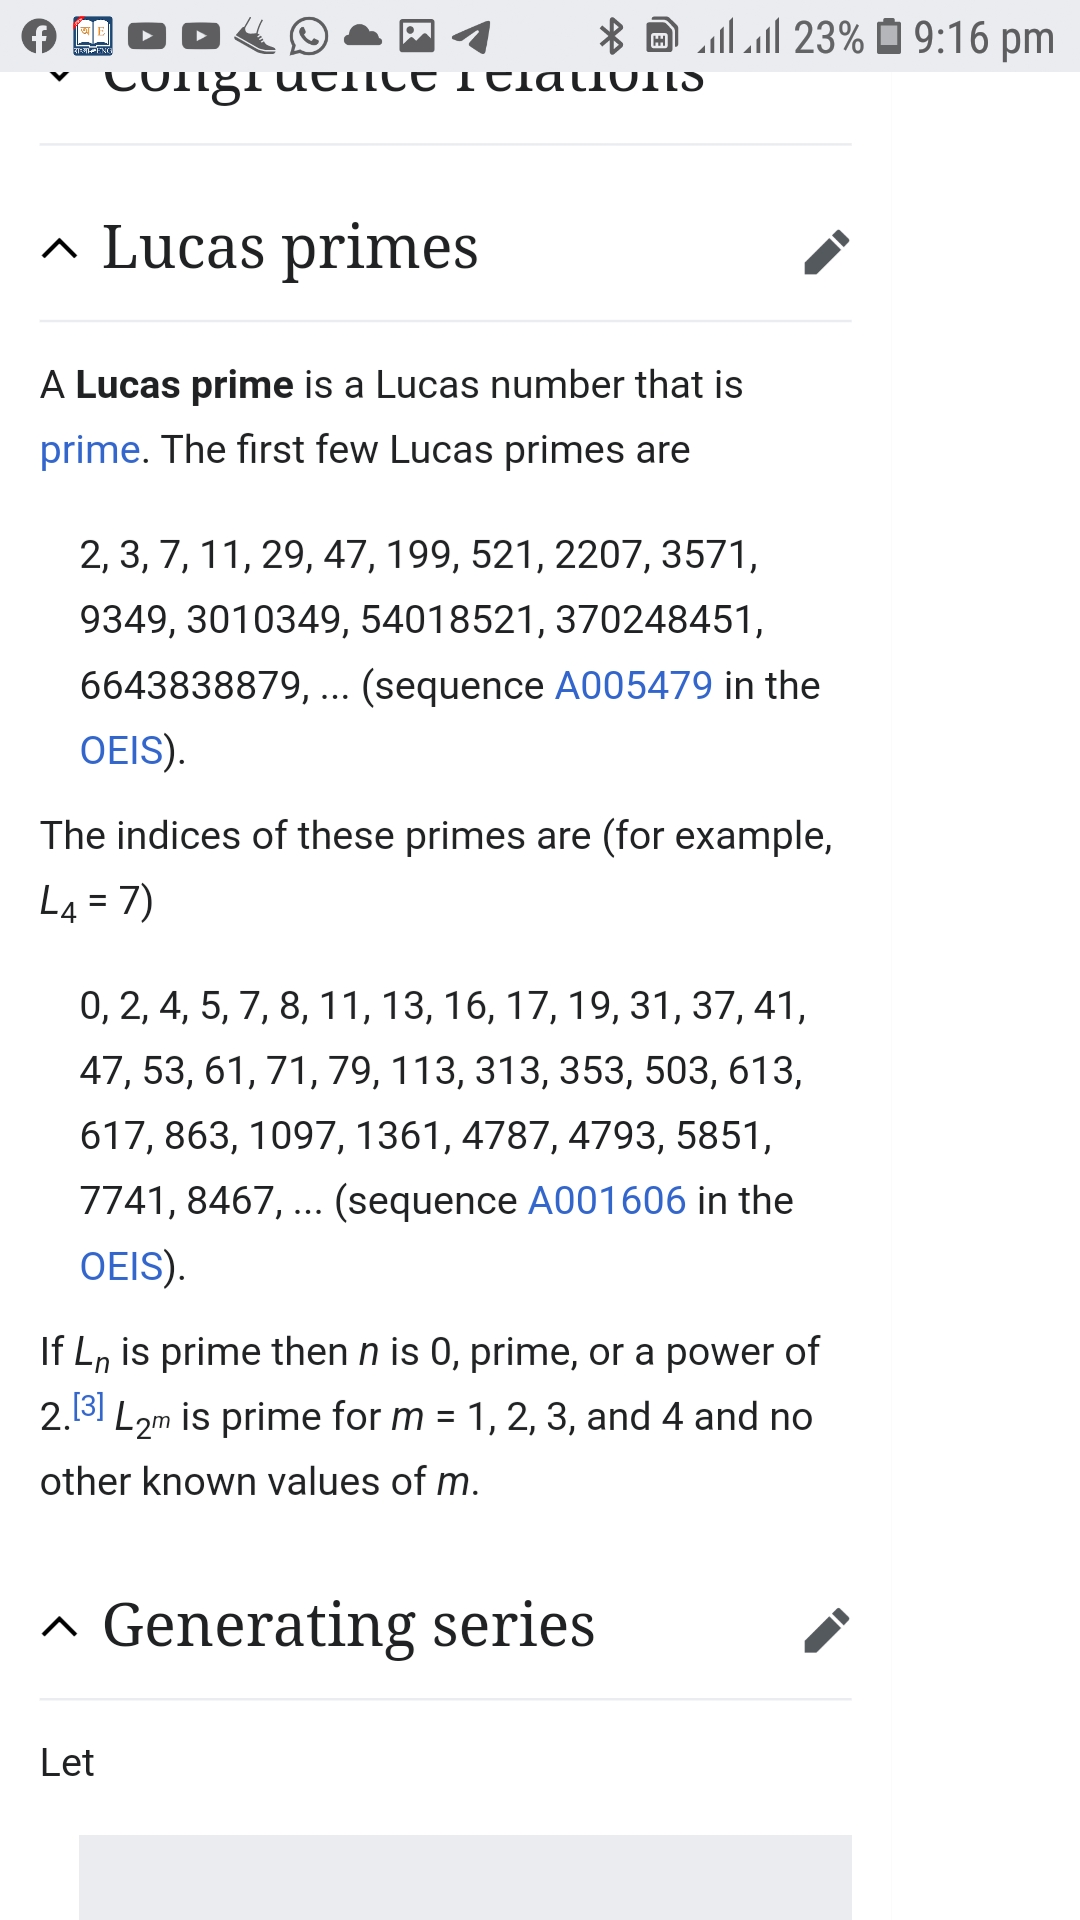 23% 9:16 pm
Congruence relations
Lucas primes
A Lucas prime is a Lucas number that is
prime. The first few Lucas primes are
2, 3, 7, 11, 29, 47, 199, 521, 2207, 3571,
9349, 3010349, 54018521, 370248451,
6643838879, ... (sequence A005479 in the
OEIS).
The indices of these primes are (for example,
L₄ = 7)
0, 2, 4, 5, 7, 8, 11, 13, 16, 17, 19, 31, 37, 41,
47, 53, 61, 71, 79, 113, 313, 353, 503, 613,
617, 863, 1097, 1361, 4787, 4793, 5851,
7741, 8467, ... (sequence A001606 in the
OEIS).
If Lₙ is prime then n is 0, prime, or a power of
2.[3] L₂ᵐ is prime for m = 1, 2, 3, and 4 and no
other known values of m.
Generating series
Let